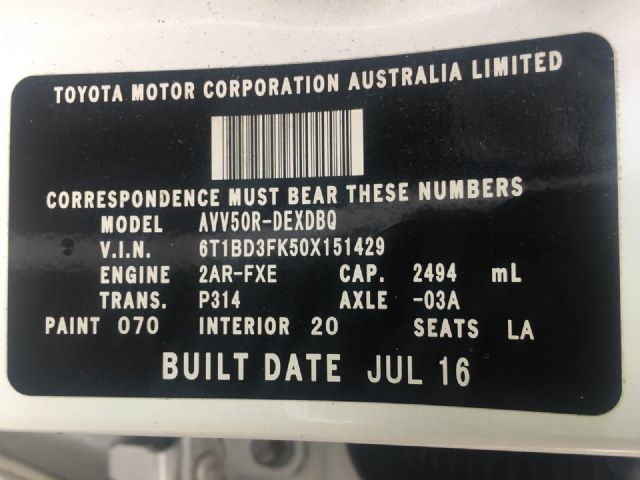 TOYOTA MOTOR CORPORATION AUSTRALIA LIMITED
CORRESPONDENCE MUST BEAR THESE NUMBERS
MODEL AVV50R-DEXDBQ
V.I.N. 6T1BD3FK50X151429
ENGINE 2AR-FXE CAP. 2494 mL
TRANS. P314 AXLE -03A
PAINT 070 INTERIOR 20 SEATS LA
BUILT DATE JUL 16